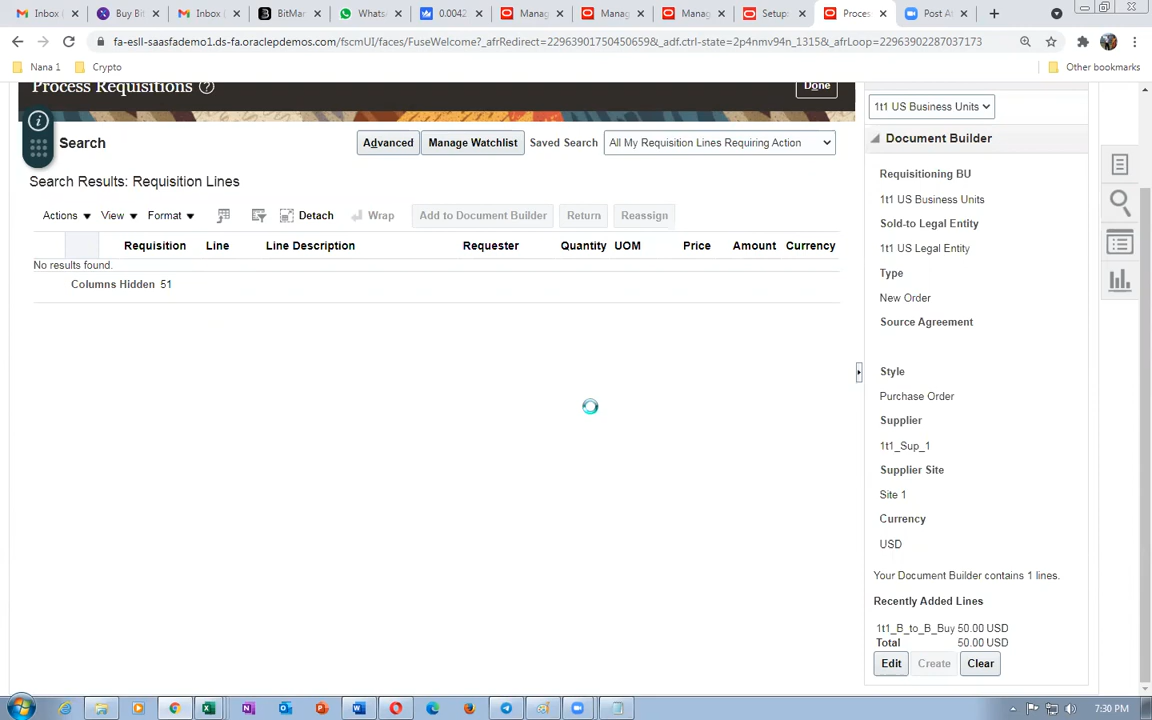 Inbox (
Buy Bit
Inbox (
BitMar
Whats
0.0042
Manag
Manag
Manag
Setup:
Proces
Post A
fa-esll-saasfademo1.ds-fa.oraclepdemos.com/fscmUI/faces/FuseWelcome?_afrRedirect=229639017504506598&_adf.ctrl-state=2p4nmv94n_1315&_afrLoop=22963902287037173
Nana 1
Crypto
Other bookmarks
Process Requisitions
Done
1t1 US Business Units
Search
Advanced
Manage Watchlist
Saved Search
All My Requisition Lines Requiring Action
Document Builder
Search Results: Requisition Lines
Requisitioning BU
1t1 US Business Units
Actions
View
Format
Detach
Wrap
Add to Document Builder
Return
Reassign
Sold-to Legal Entity
1t1 US Legal Entity
Requisition
Line
Line Description
Requester
Quantity
UOM
Price
Amount
Currency
No results found.
Columns Hidden 51
Type
New Order
Source Agreement
Style
Purchase Order
Supplier
1t1_Sup_1
Supplier Site
Site 1
Currency
USD
Your Document Builder contains 1 lines.
Recently Added Lines
1t1_B_to_B_Buy 50.00 USD
Total 50.00 USD
Edit
Create
Clear
7:30 PM